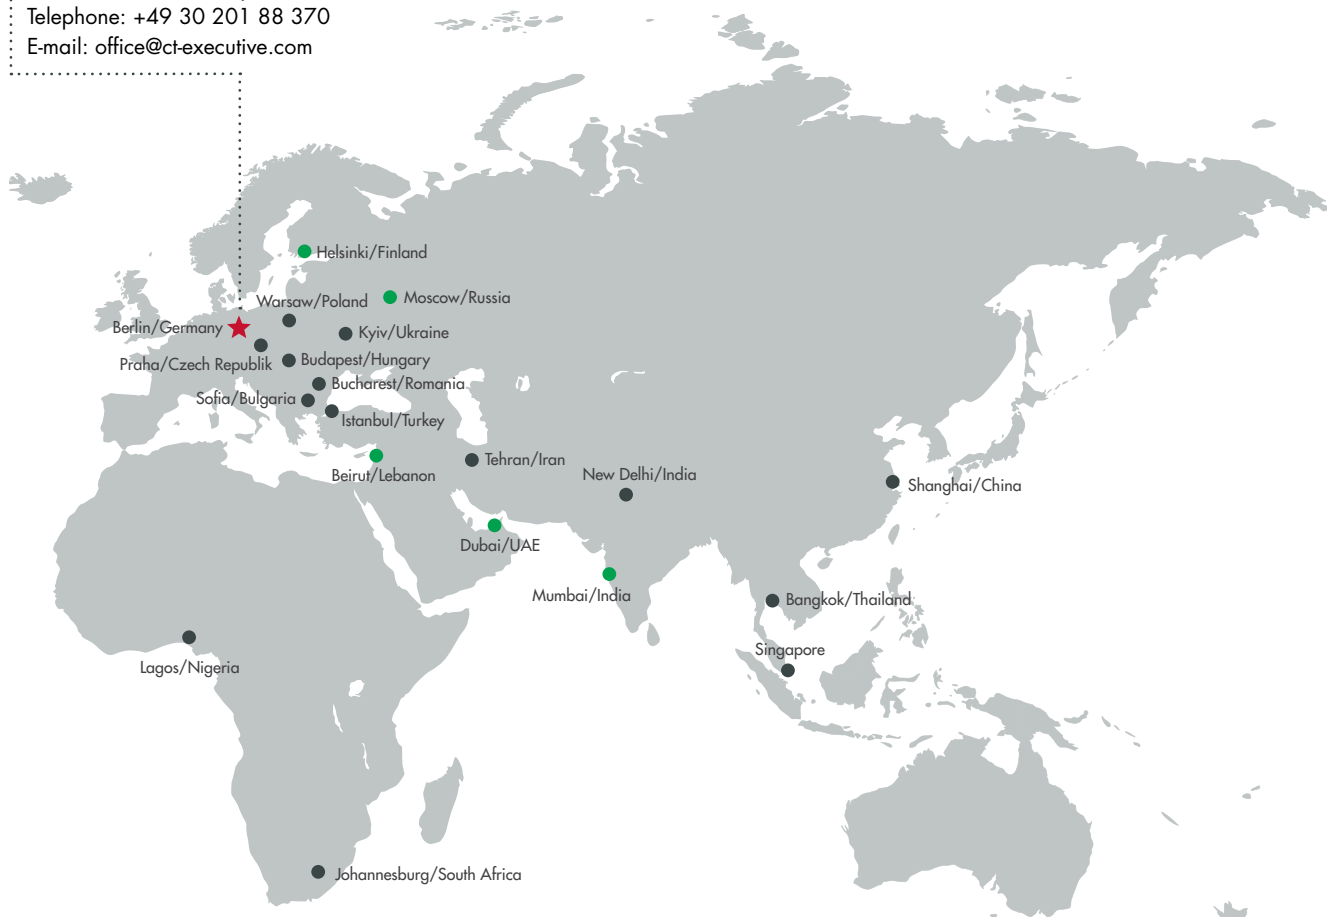 Telephone: +49 30 201 88 370
E-mail: office@ct-executive.com
Helsinki/Finland
Moscow/Russia
Warsaw/Poland
Berlin/Germany
Kyiv/Ukraine
Praha/Czech Republik
Budapest/Hungary
Bucharest/Romania
Sofia/Bulgaria
Istanbul/Turkey
Tehran/Iran
Beirut/Lebanon
New Delhi/India
Shanghai/China
Dubai/UAE
Mumbai/India
Bangkok/Thailand
Singapore
Lagos/Nigeria
Johannesburg/South Africa